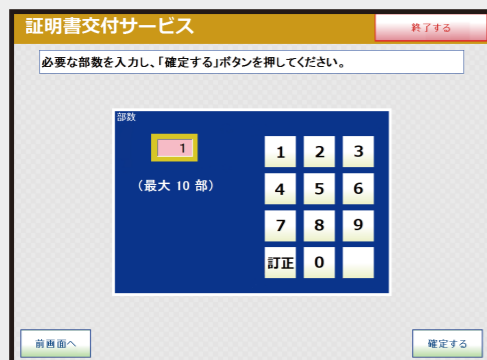 証明書交付サービス
終了する
必要な部数を入力し、「確定する」ボタンを押してください。
部数
1
(最大 10 部)
1 2 3
4 5 6
7 8 9
訂正 0
前画面へ
確定する